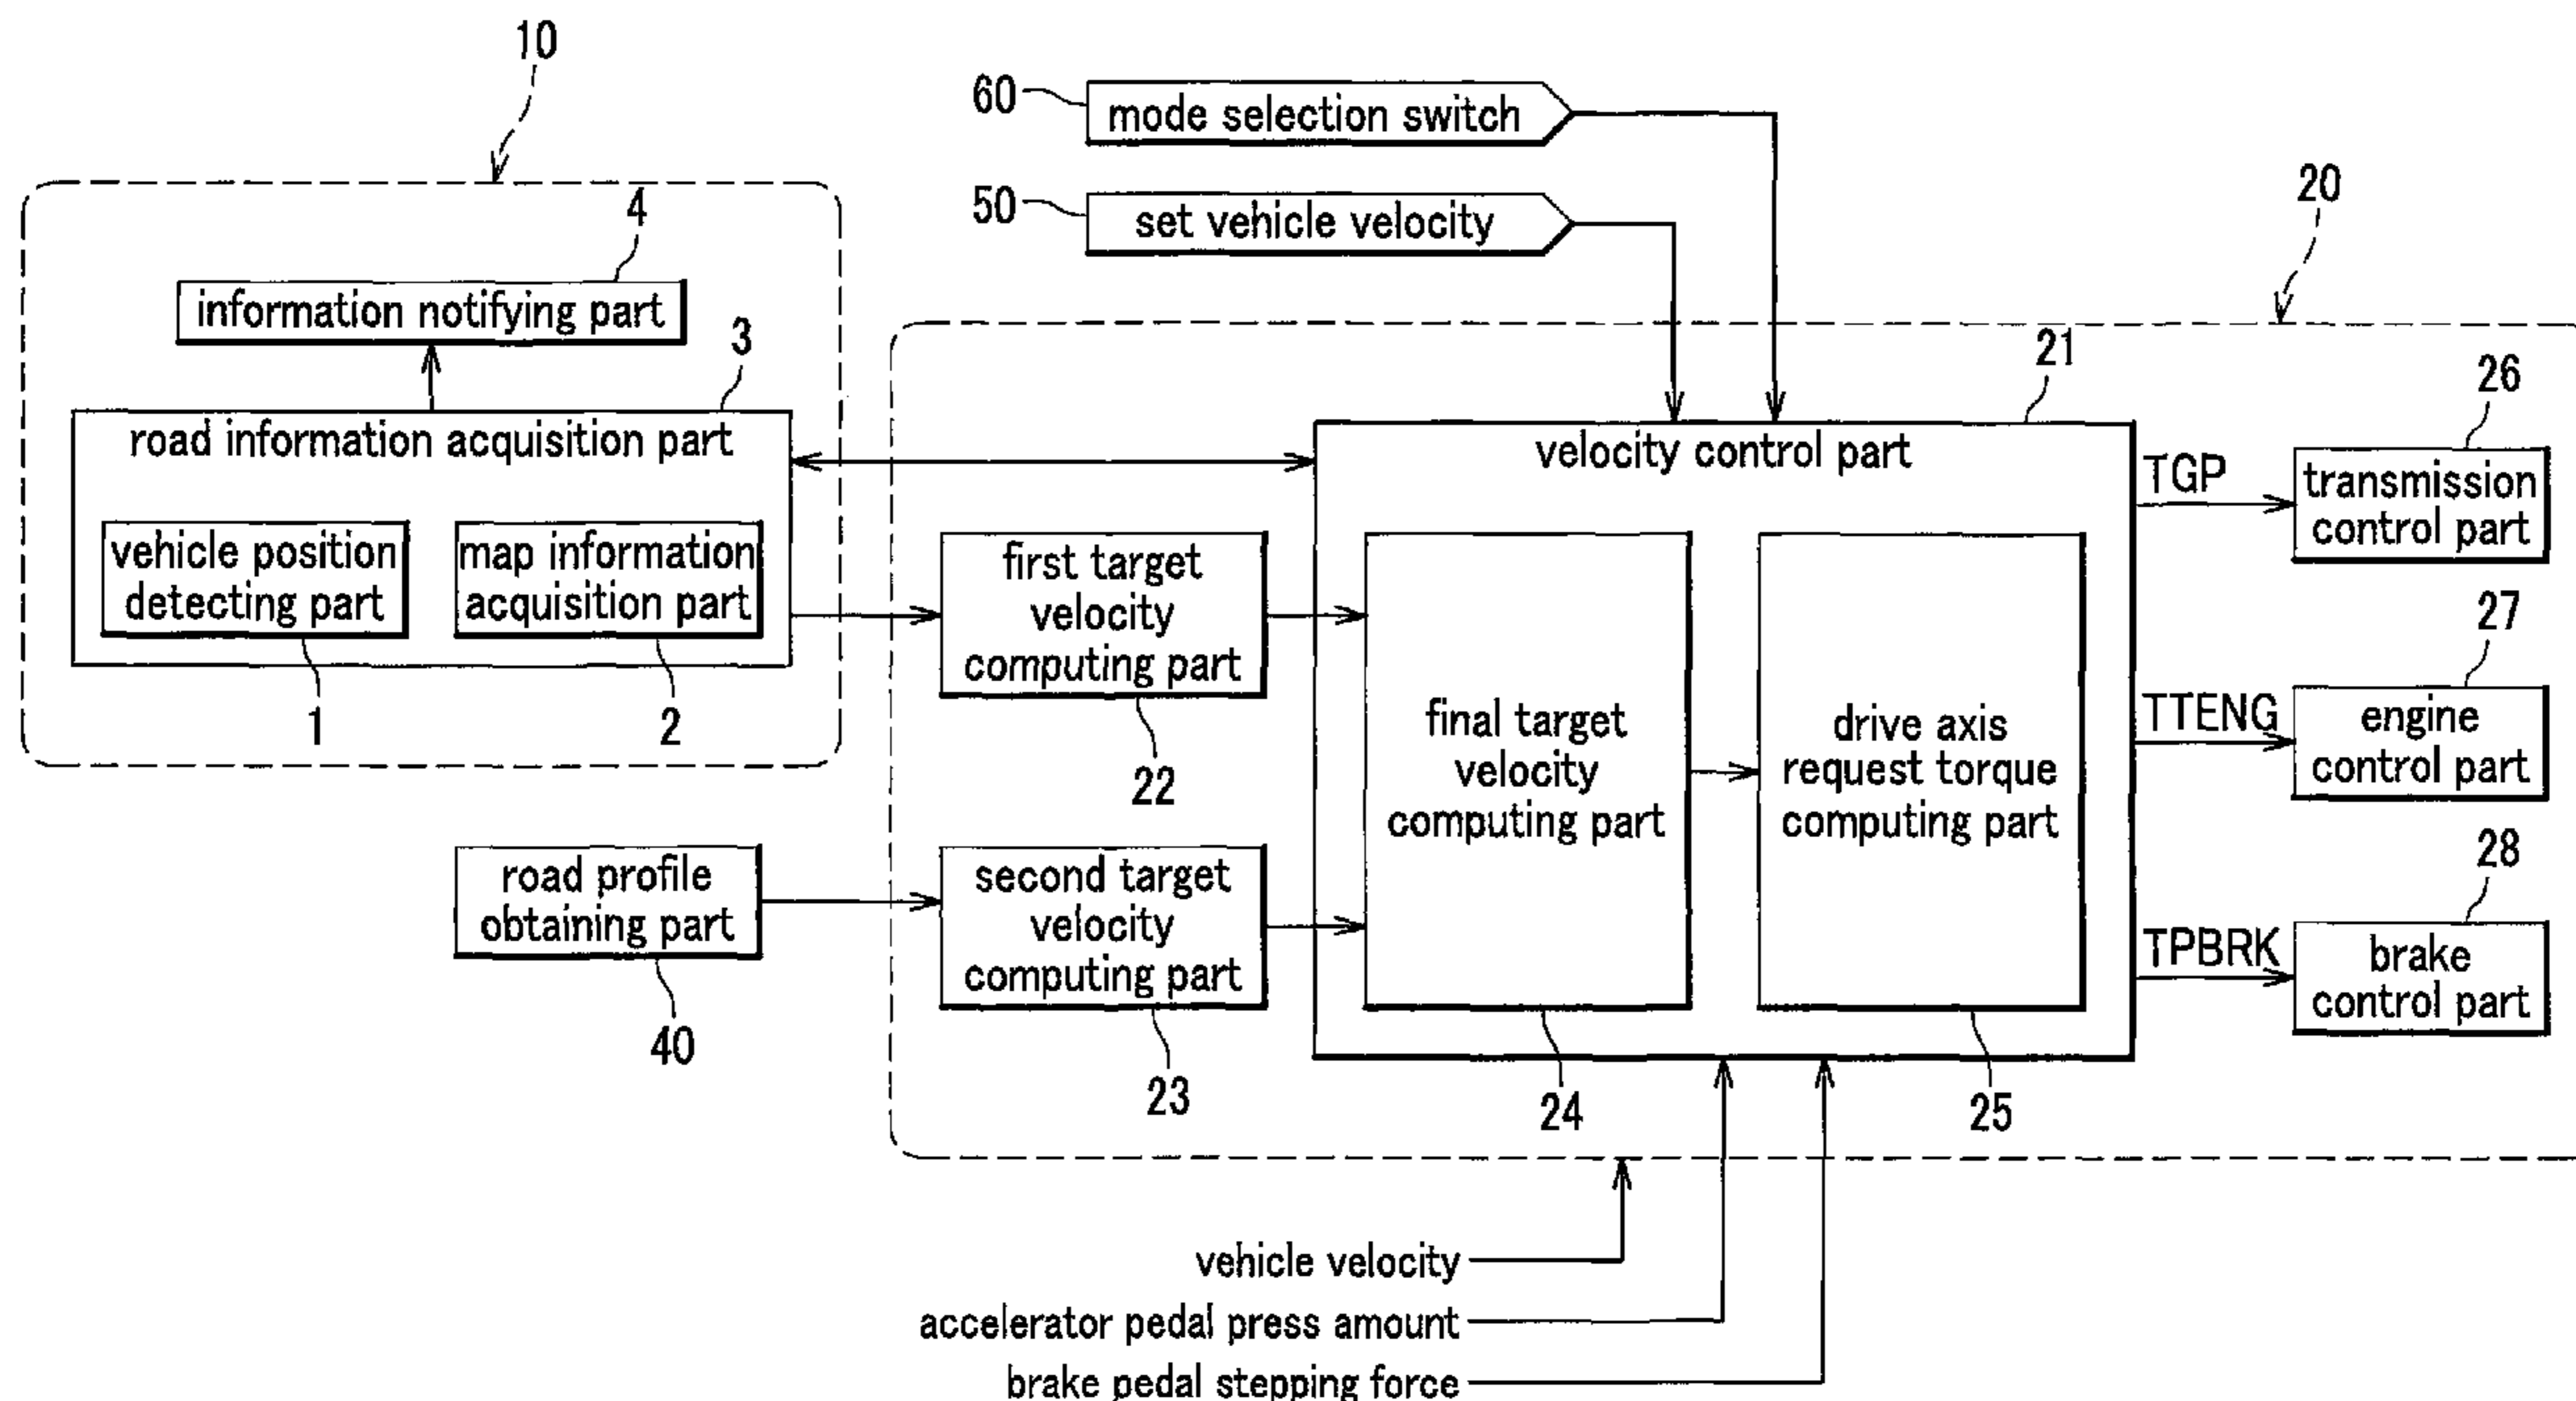 10
60
mode selection switch
50
set vehicle velocity
20
4
information notifying part
3
road information acquisition part
vehicle position
detecting part
1
map information
acquisition part
2
first target
velocity
computing part
22
road profile
obtaining part
40
second target
velocity
computing part
23
21
velocity control part
final target
velocity
computing part
24
drive axis
request torque
computing part
25
TGP
26
transmission
control part
TTENG
27
engine
control part
TPBRK
28
brake
control part
vehicle velocity
accelerator pedal press amount
brake pedal stepping force